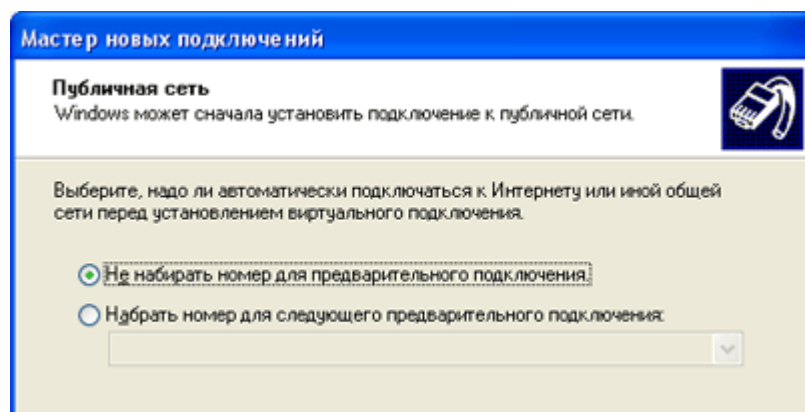 Мастер новых подключений
Публичная сеть
Windows может сначала установить подключение к публичной сети.
Выберите, надо ли автоматически подключаться к Интернету или иной общей
сети перед установлением виртуального подключения.
Не набирать номер для предварительного подключения.
Набрать номер для следующего предварительного подключения: